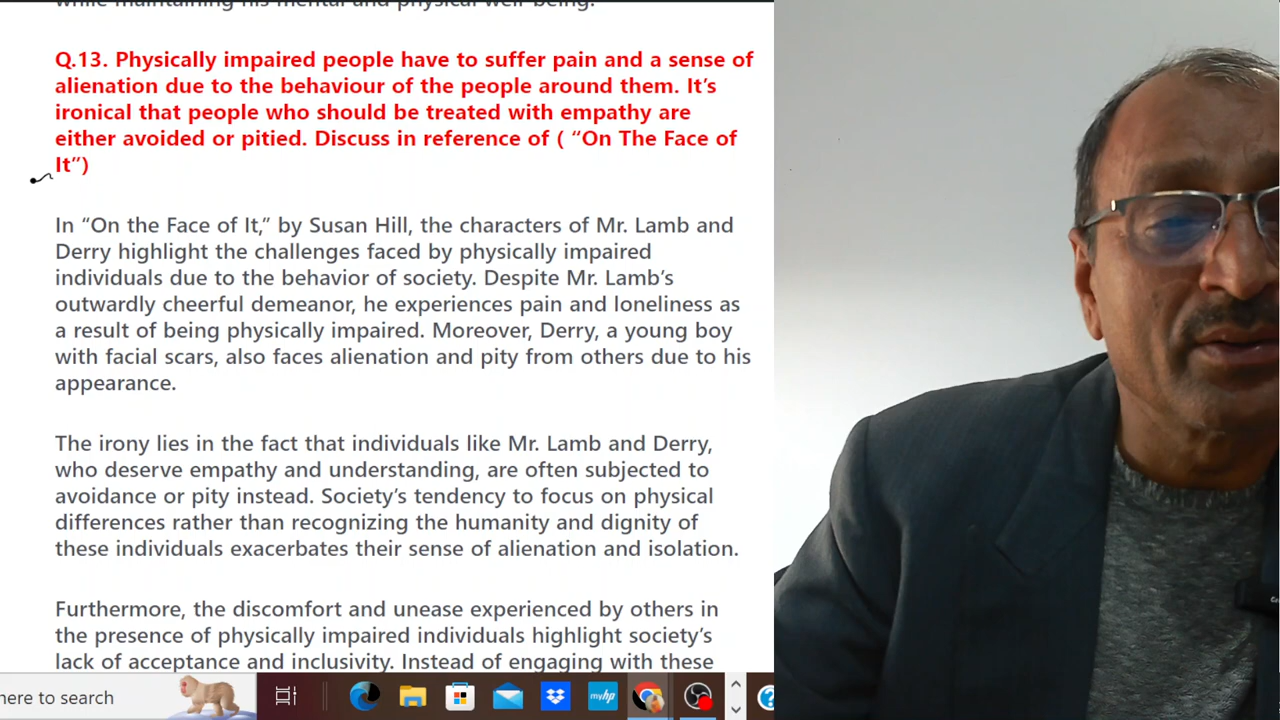 while maintaining his mental and physical well-being.
Q.13. Physically impaired people have to suffer pain and a sense of
alienation due to the behaviour of the people around them. It’s
ironical that people who should be treated with empathy are
either avoided or pitied. Discuss in reference of ( “On The Face of
It”)
In “On the Face of It,” by Susan Hill, the characters of Mr. Lamb and
Derry highlight the challenges faced by physically impaired
individuals due to the behavior of society. Despite Mr. Lamb’s
outwardly cheerful demeanor, he experiences pain and loneliness as
a result of being physically impaired. Moreover, Derry, a young boy
with facial scars, also faces alienation and pity from others due to his
appearance.
The irony lies in the fact that individuals like Mr. Lamb and Derry,
who deserve empathy and understanding, are often subjected to
avoidance or pity instead. Society’s tendency to focus on physical
differences rather than recognizing the humanity and dignity of
these individuals exacerbates their sense of alienation and isolation.
Furthermore, the discomfort and unease experienced by others in
the presence of physically impaired individuals highlight society’s
lack of acceptance and inclusivity. Instead of engaging with these
here to search
myhp